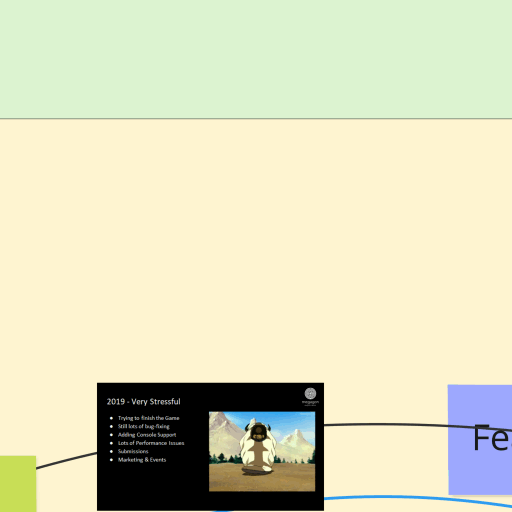 2019 - Very Stressful
Trying to finish the Game
Still lots of bug-fixing
Adding Console Support
Lots of Performance Issues
Submissions
Marketing & Events
Fe